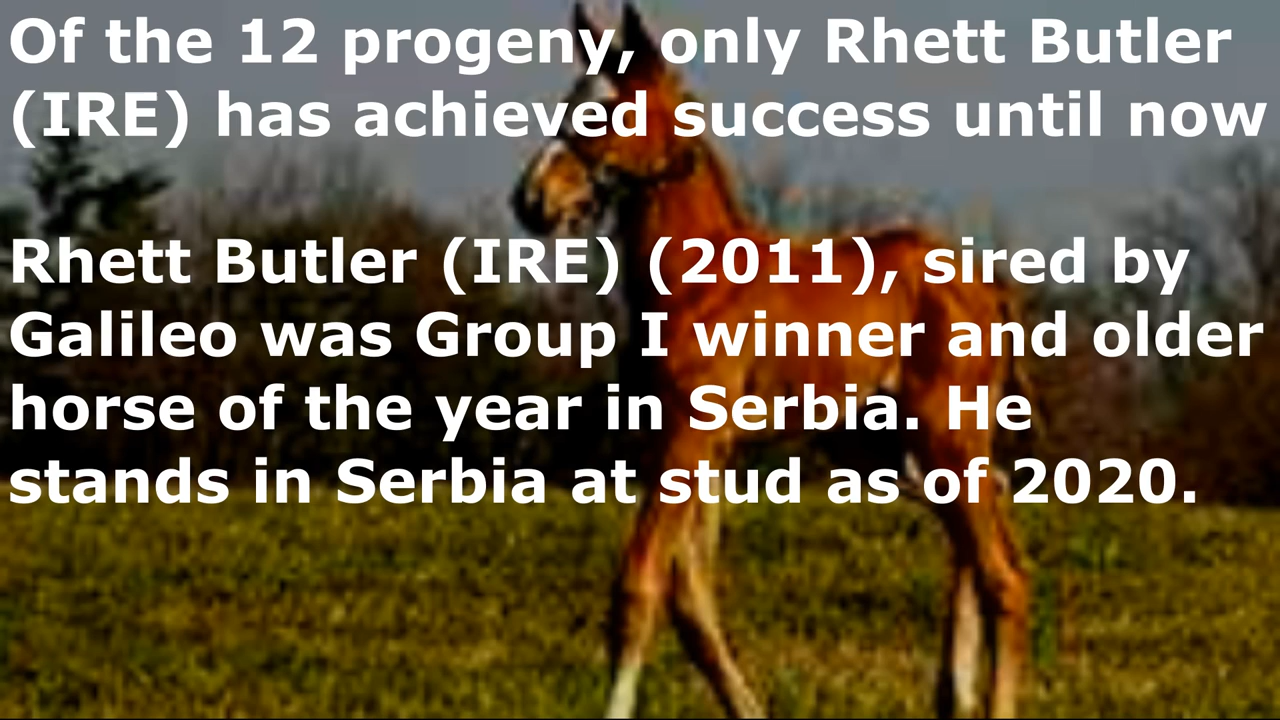 Of the 12 progeny, only Rhett Butler
(IRE) has achieved success until now
Rhett Butler (IRE) (2011), sired by
Galileo was Group I winner and older
horse of the year in Serbia. He
stands in Serbia at stud as of 2020.